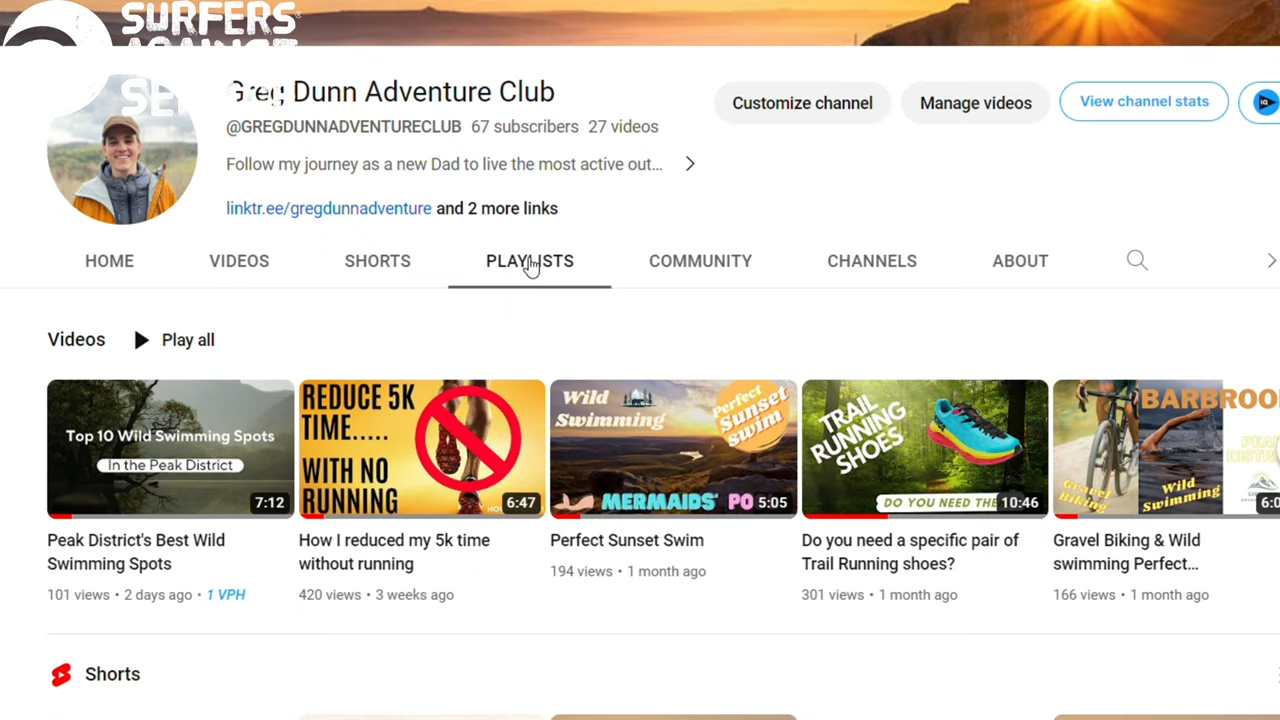 SURFERS
AGAINST
Greg Dunn Adventure Club
@GREGDUNNADVENTURECLUB 67 subscribers 27 videos
Follow my journey as a new Dad to live the most active out...
linktr.ee/gregdunnadventure and 2 more links
Customize channel
Manage videos
View channel stats
IQ
HOME
VIDEOS
SHORTS
PLAYLISTS
COMMUNITY
CHANNELS
ABOUT
Videos
Play all
Top 10 Wild Swimming Spots
In the Peak District
7:12
REDUCE 5K
TIME.....
WITH NO
RUNNING
6:47
Wild
Swimming
Perfect
Sunset
swim
MERMAIDS' PO
5:05
TRAIL
RUNNING
SHOES
DO YOU NEED THE
10:46
BARBROO
Gravel
Biking
Wild
Swimming
Peak District's Best Wild
Swimming Spots
101 views • 2 days ago • 1 VPH
How I reduced my 5k time
without running
420 views • 3 weeks ago
Perfect Sunset Swim
194 views • 1 month ago
Do you need a specific pair of
Trail Running shoes?
301 views • 1 month ago
Gravel Biking & Wild
swimming Perfect...
166 views • 1 month ago
Shorts